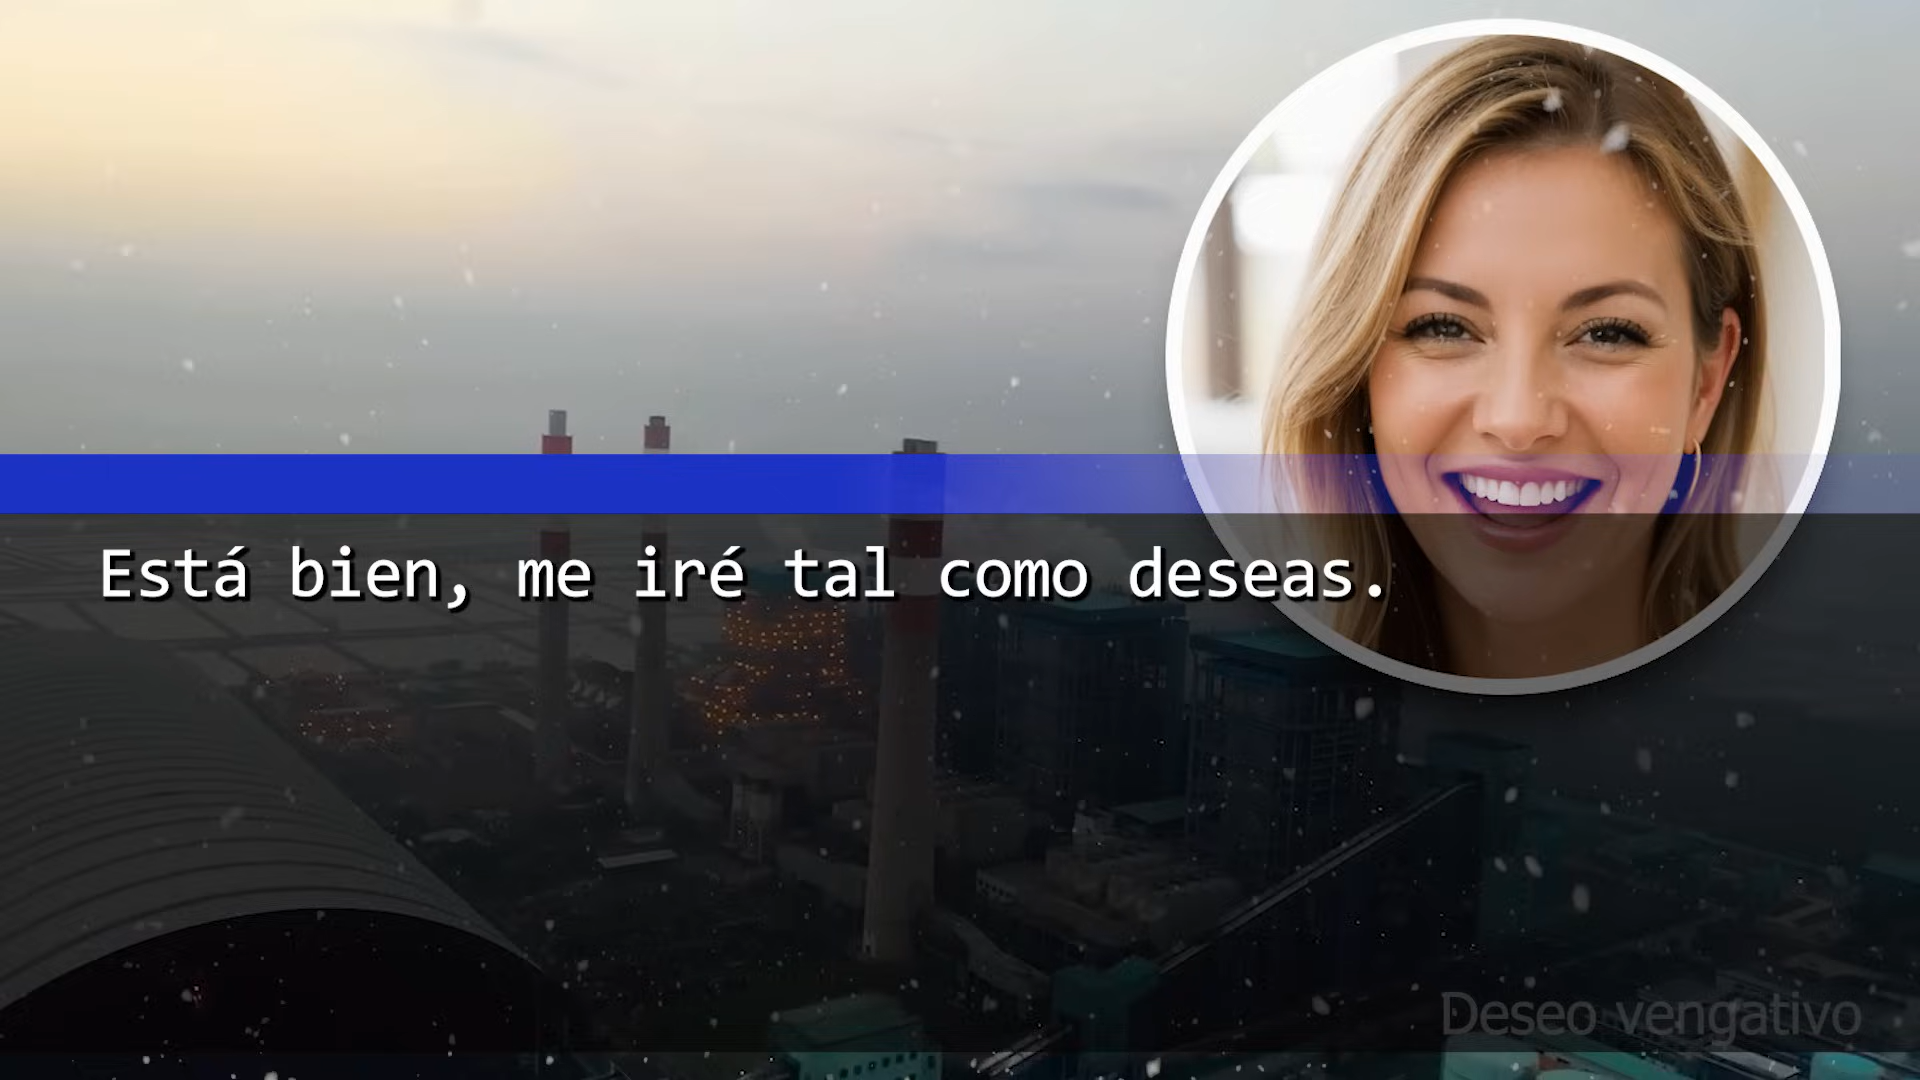 Está bien, me iré tal como deseas.
Deseo vengativo